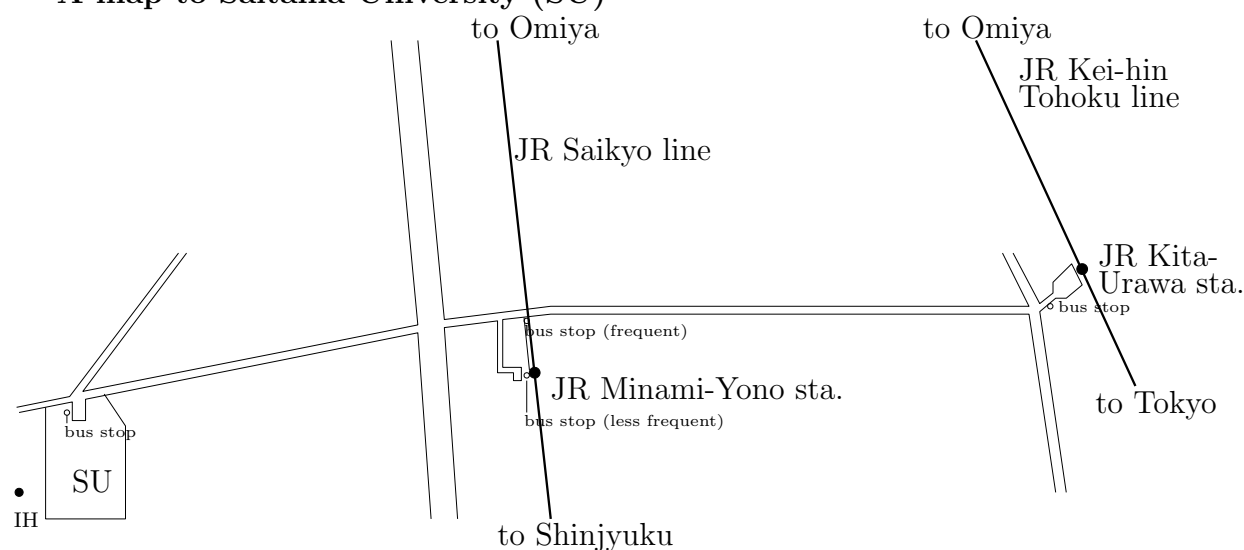 A map to Saitama University (SU)
to Omiya
to Omiya
JR Kei-hin
Tohoku line
JR Saikyo line
JR Kita-
Urawa sta.
bus stop
bus stop (frequent)
JR Minami-Yono sta.
to Tokyo
bus stop (less frequent)
bus stop
SU
IH
to Shinjyuku